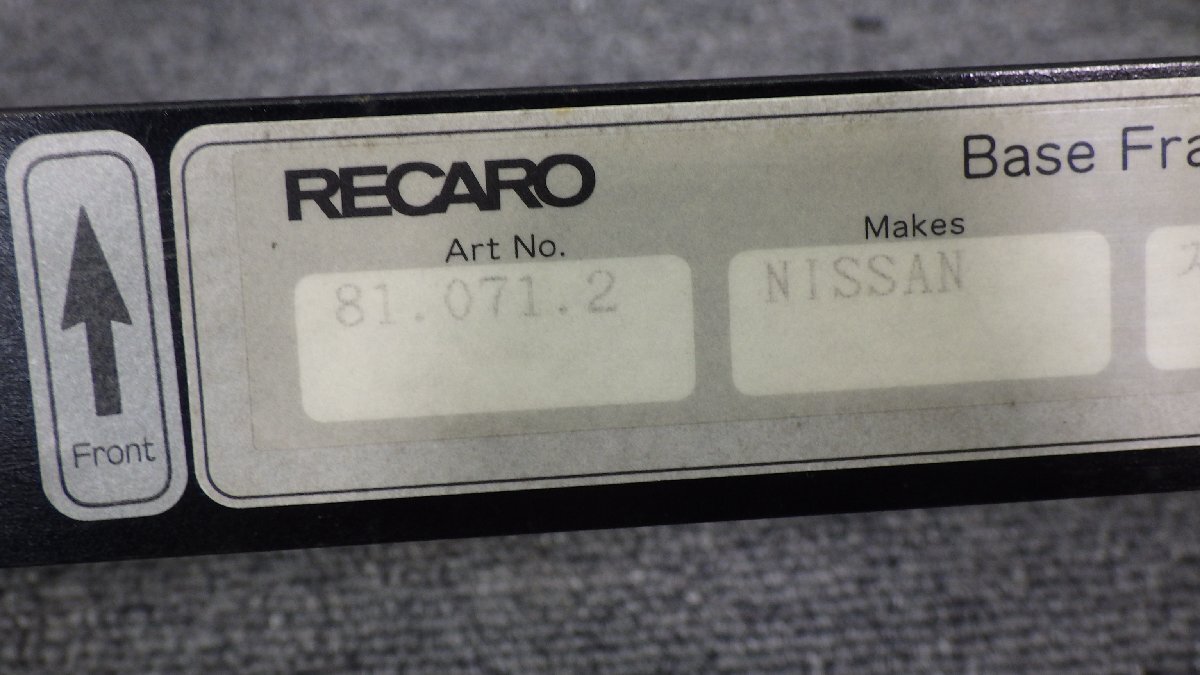 Front
RECARO
Base Fra
Art No.
Makes
81.071.2
NISSAN